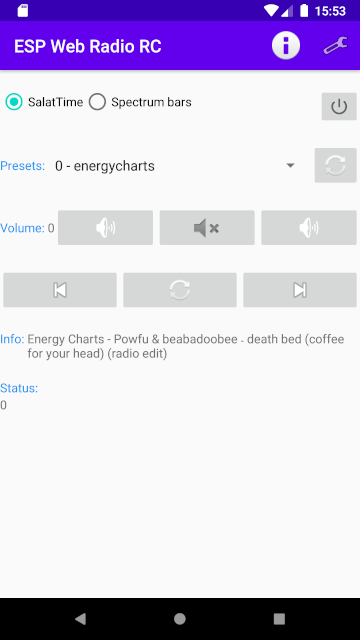 15:53
ESP Web Radio RC
SalatTime
Spectrum bars
Presets: 0 - energycharts
Volume: 0
Info: Energy Charts - Powfu & beabadoobee - death bed (coffee
for your head) (radio edit)
Status:
0